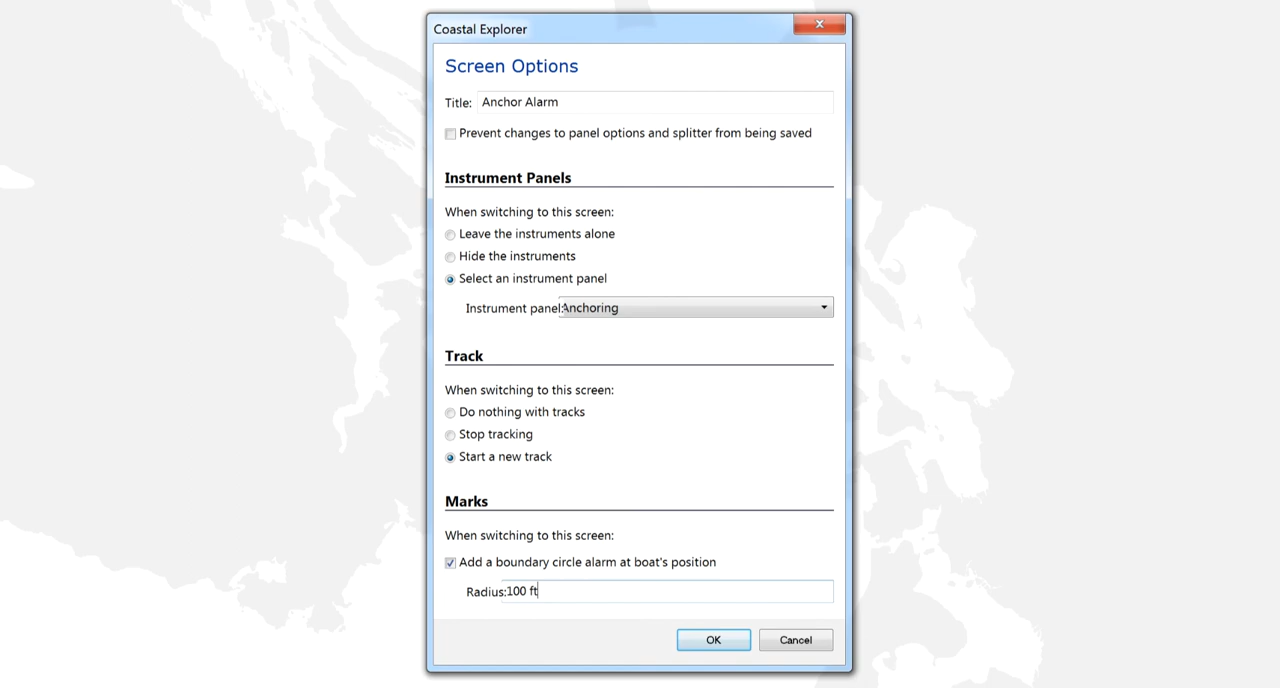 Coastal Explorer
Screen Options
Title: Anchor Alarm
Prevent changes to panel options and splitter from being saved
Instrument Panels
When switching to this screen:
Leave the instruments alone
Hide the instruments
Select an instrument panel
Instrument panel: Anchoring
Track
When switching to this screen:
Do nothing with tracks
Stop tracking
Start a new track
Marks
When switching to this screen:
Add a boundary circle alarm at boat's position
Radius: 100 ft
OK Cancel